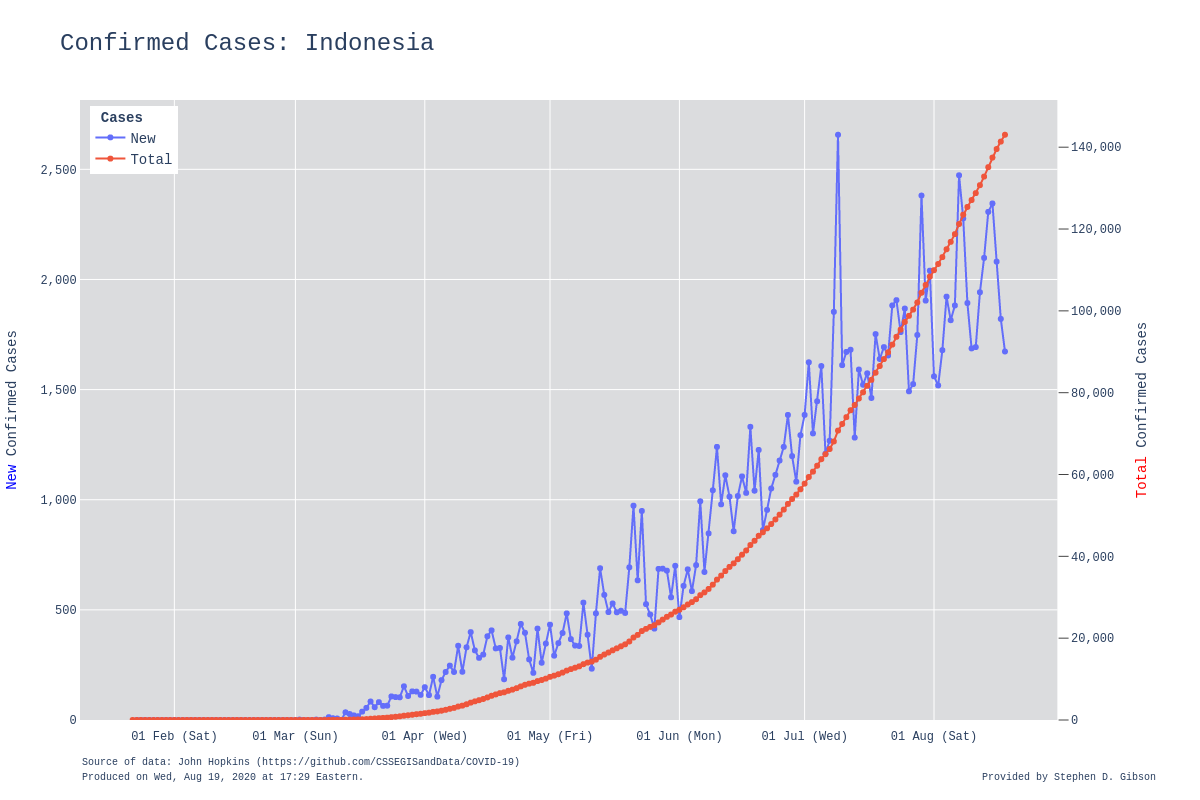 Confirmed Cases: Indonesia
Cases
New
Total
2,500
2,000
1,500
1,000
500
0
New Confirmed Cases
140,000
120,000
100,000
80,000
60,000
40,000
20,000
0
Total Confirmed Cases
01 Feb (Sat) 01 Mar (Sun) 01 Apr (Wed) 01 May (Fri) 01 Jun (Mon) 01 Jul (Wed) 01 Aug (Sat)
Source of data: John Hopkins (https://github.com/CSSEGISandData/COVID-19)
Produced on Wed, Aug 19, 2020 at 17:29 Eastern.
Provided by Stephen D. Gibson